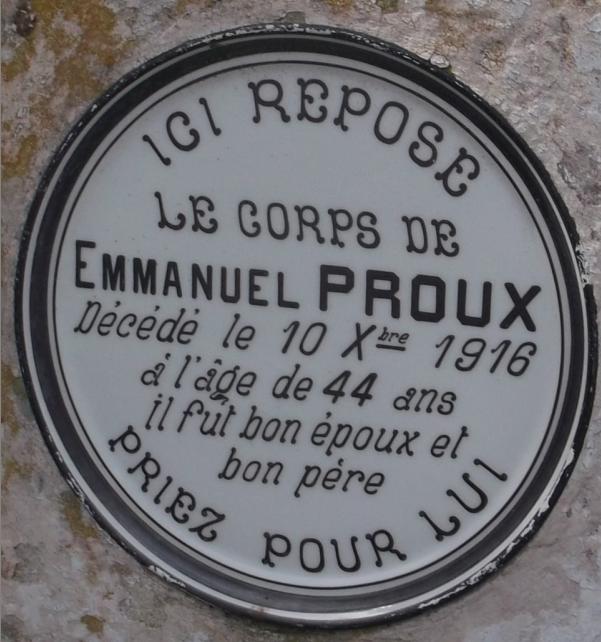 ICI REPOSE
LE CORPS DE
EMMANUEL PROUX
Décédé le 10 Xbre 1916
à l'âge de 44 ans
il fut bon époux et
bon père
PRIEZ POUR LUI